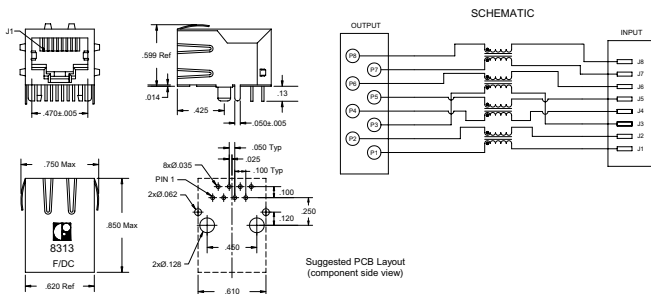 J1
.470±.005
.599 Ref
.014
.425
.13
.050±.005
SCHEMATIC
OUTPUT
INPUT
P8
P7
P6
P5
P4
P3
P2
P1
J8
J7
J6
J5
J4
J3
J2
J1
.750 Max
.850 Max
8313
F/DC
.620 Ref
.050 Typ
.025
.100 Typ
8xØ.035
PIN 1
2xØ.062
.100
.250
.120
.450
2xØ.128
.610
Suggested PCB Layout
(component side view)